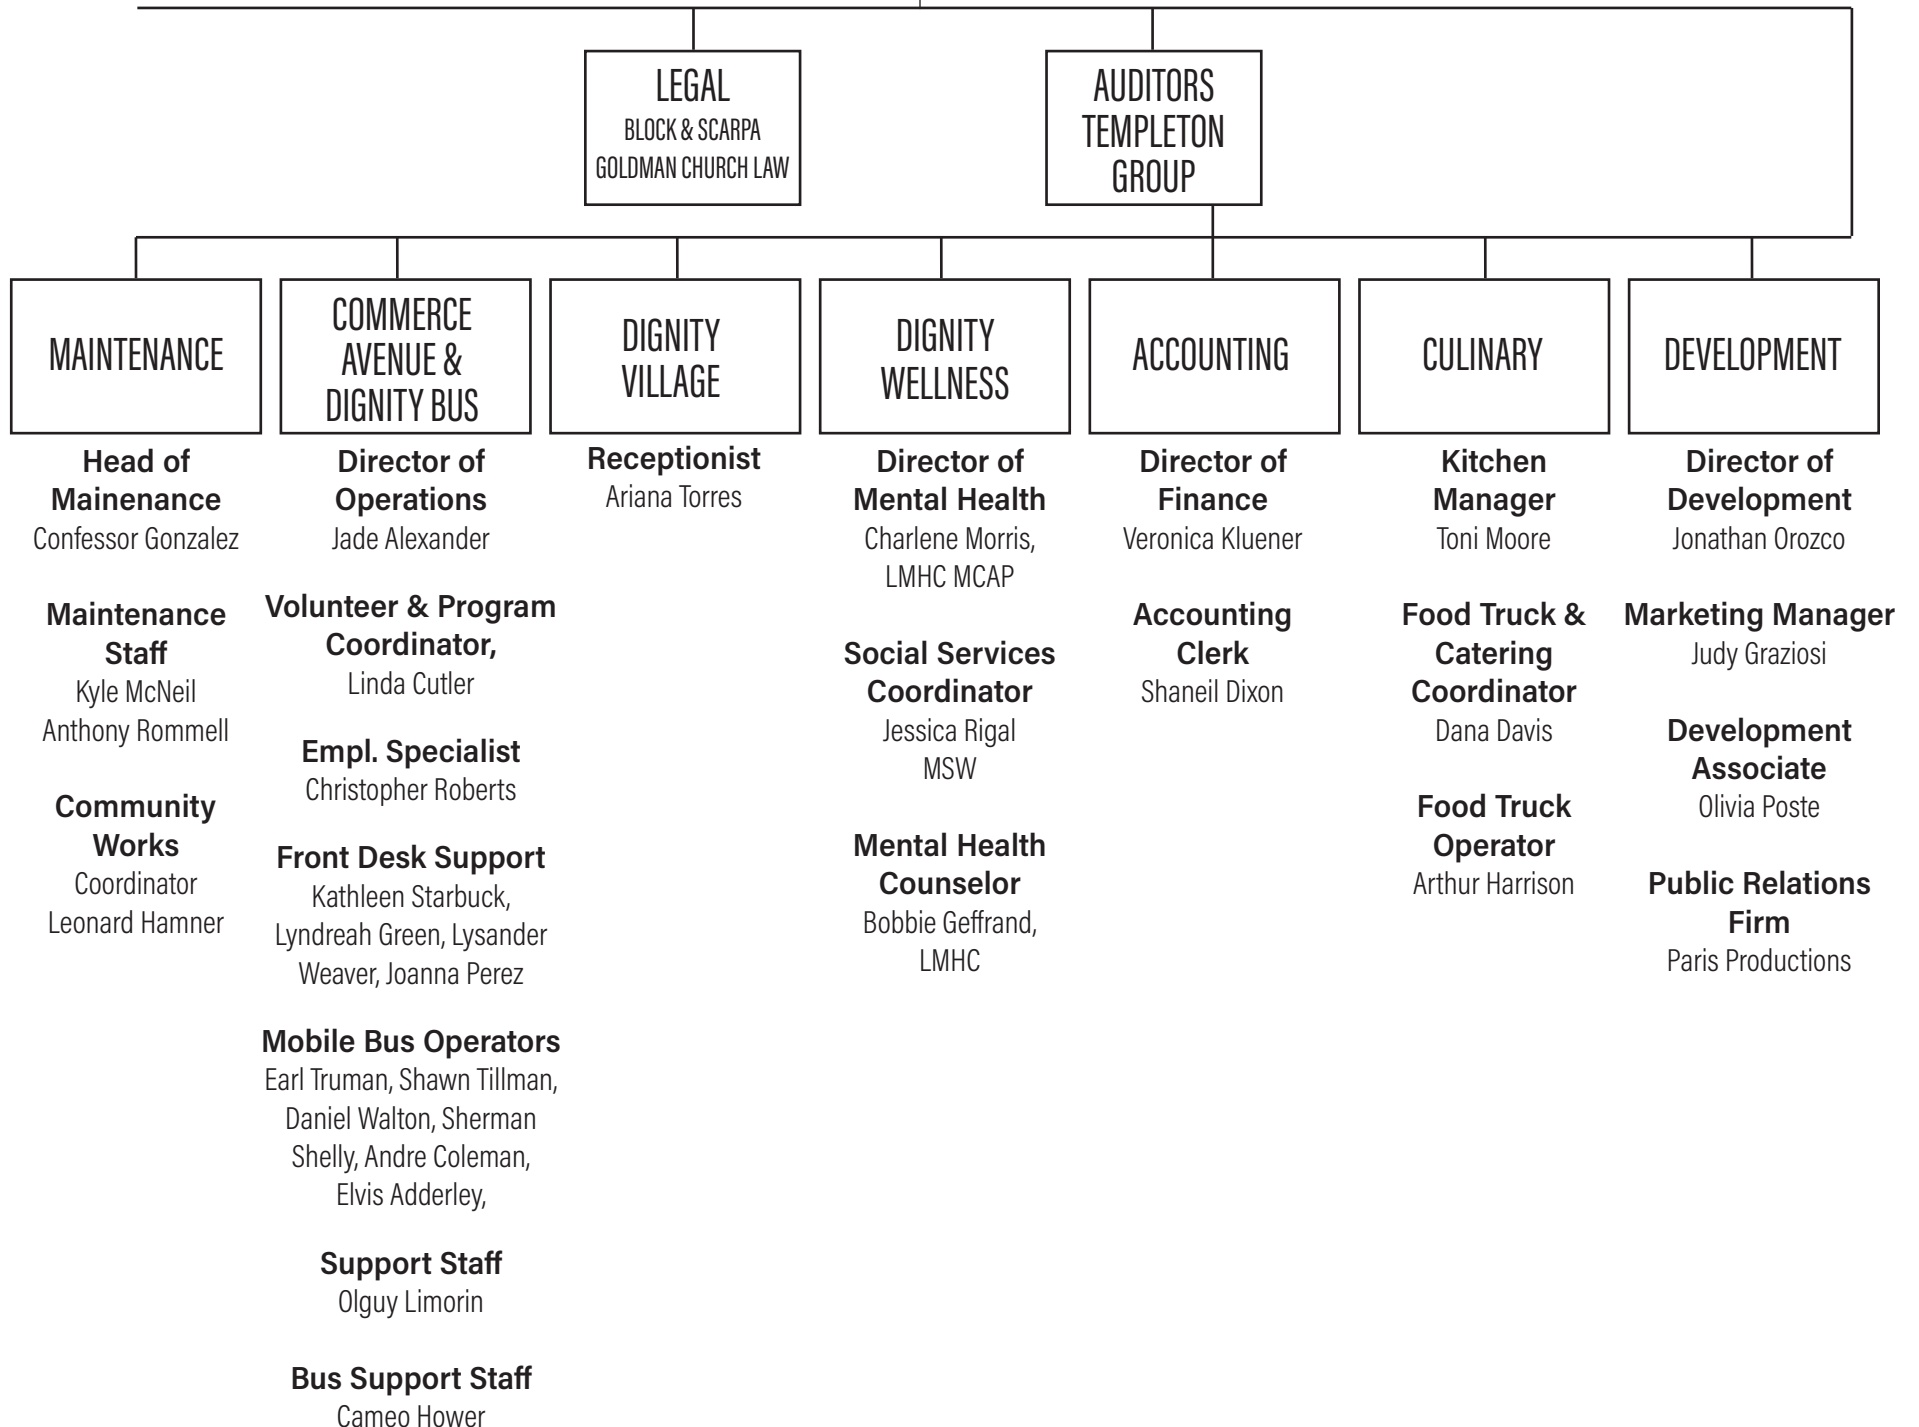 LEGAL
BLOCK & SCARPA
GOLDMAN CHURCH LAW
AUDITORS
TEMPLETON
GROUP
MAINTENANCE
Head of
Mainenance
Confessor Gonzalez
Maintenance
Staff
Kyle McNeil
Anthony Rommell
Community
Works
Coordinator
Leonard Hamner
COMMERCE
AVENUE &
DIGNITY BUS
Director of
Operations
Jade Alexander
Volunteer & Program
Coordinator,
Linda Cutler
Empl. Specialist
Christopher Roberts
Front Desk Support
Kathleen Starbuck,
Lyndreah Green, Lysander
Weaver, Joanna Perez
Mobile Bus Operators
Earl Truman, Shawn Tillman,
Daniel Walton, Sherman
Shelly, Andre Coleman,
Elvis Adderley,
Support Staff
Olguy Limorin
Bus Support Staff
Cameo Hower
DIGNITY
VILLAGE
Receptionist
Ariana Torres
DIGNITY
WELLNESS
Director of
Mental Health
Charlene Morris,
LMHC MCAP
Social Services
Coordinator
Jessica Rigal
MSW
Mental Health
Counselor
Bobbie Geffrand,
LMHC
ACCOUNTING
Director of
Finance
Veronica Kluener
Accounting
Clerk
Shaneil Dixon
CULINARY
Kitchen
Manager
Toni Moore
Food Truck &
Catering
Coordinator
Dana Davis
Food Truck
Operator
Arthur Harrison
DEVELOPMENT
Director of
Development
Jonathan Orozco
Marketing Manager
Judy Graziosi
Development
Associate
Olivia Poste
Public Relations
Firm
Paris Productions